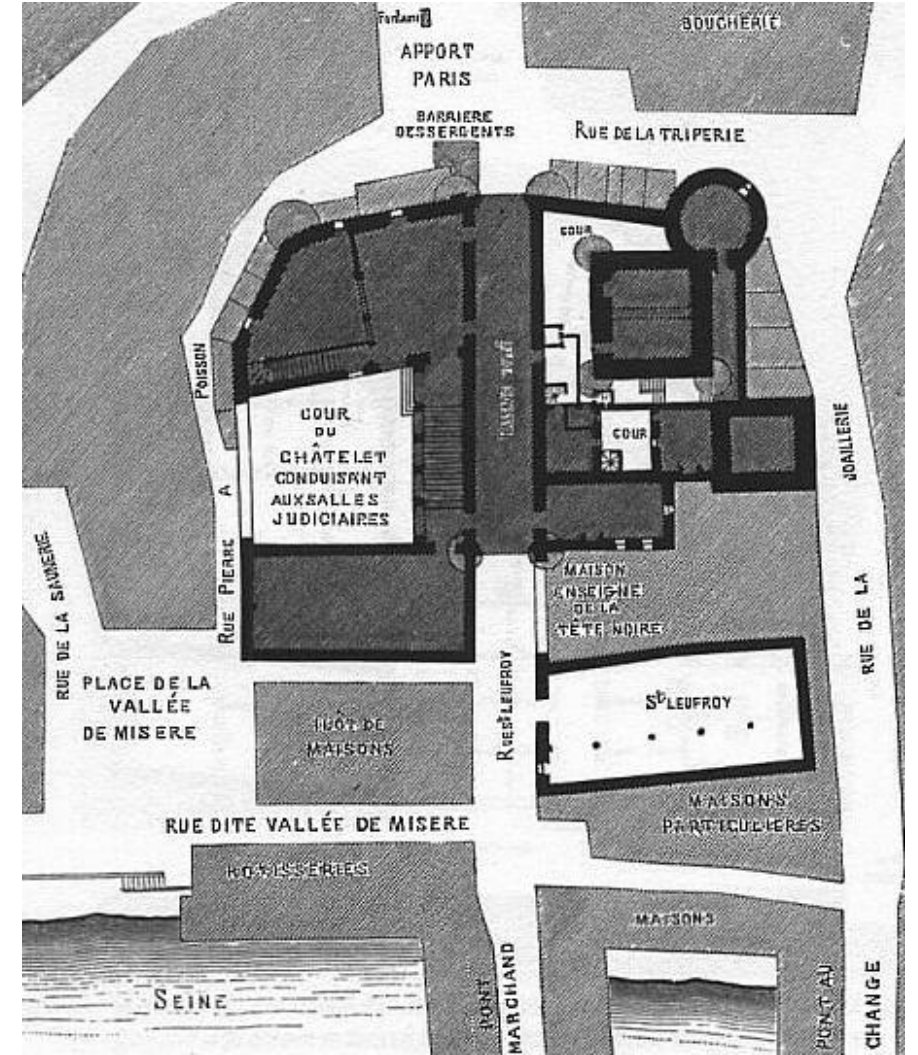 Fontaine
BOUCHERIE
APPORT
PARIS
BARRIERE
DES SERGENTS
RUE DE LA TRIPERIE
COUR
POISSON
COUR
DU
CHÂTELET
CONDUISANT
AUX SALLES
JUDICIAIRES
COUR
RUE PIERRE A
RUE DE LA JOAILLERIE
RUE DE LA SAUNERIE
MAISON
ENSEIGNE
DE LA
TÊTE NOIRE
PLACE DE LA
VALLÉE
DE MISERE
ILÔT DE
MAISONS
RUE St LEUFROY
St LEUFROY
MAISONS
PARTICULIERES
RUE DITE VALLÉE DE MISERE
ROTISSERIES
MAISONS
SEINE
PONT
MARCHAND
PONT AU
CHANGE